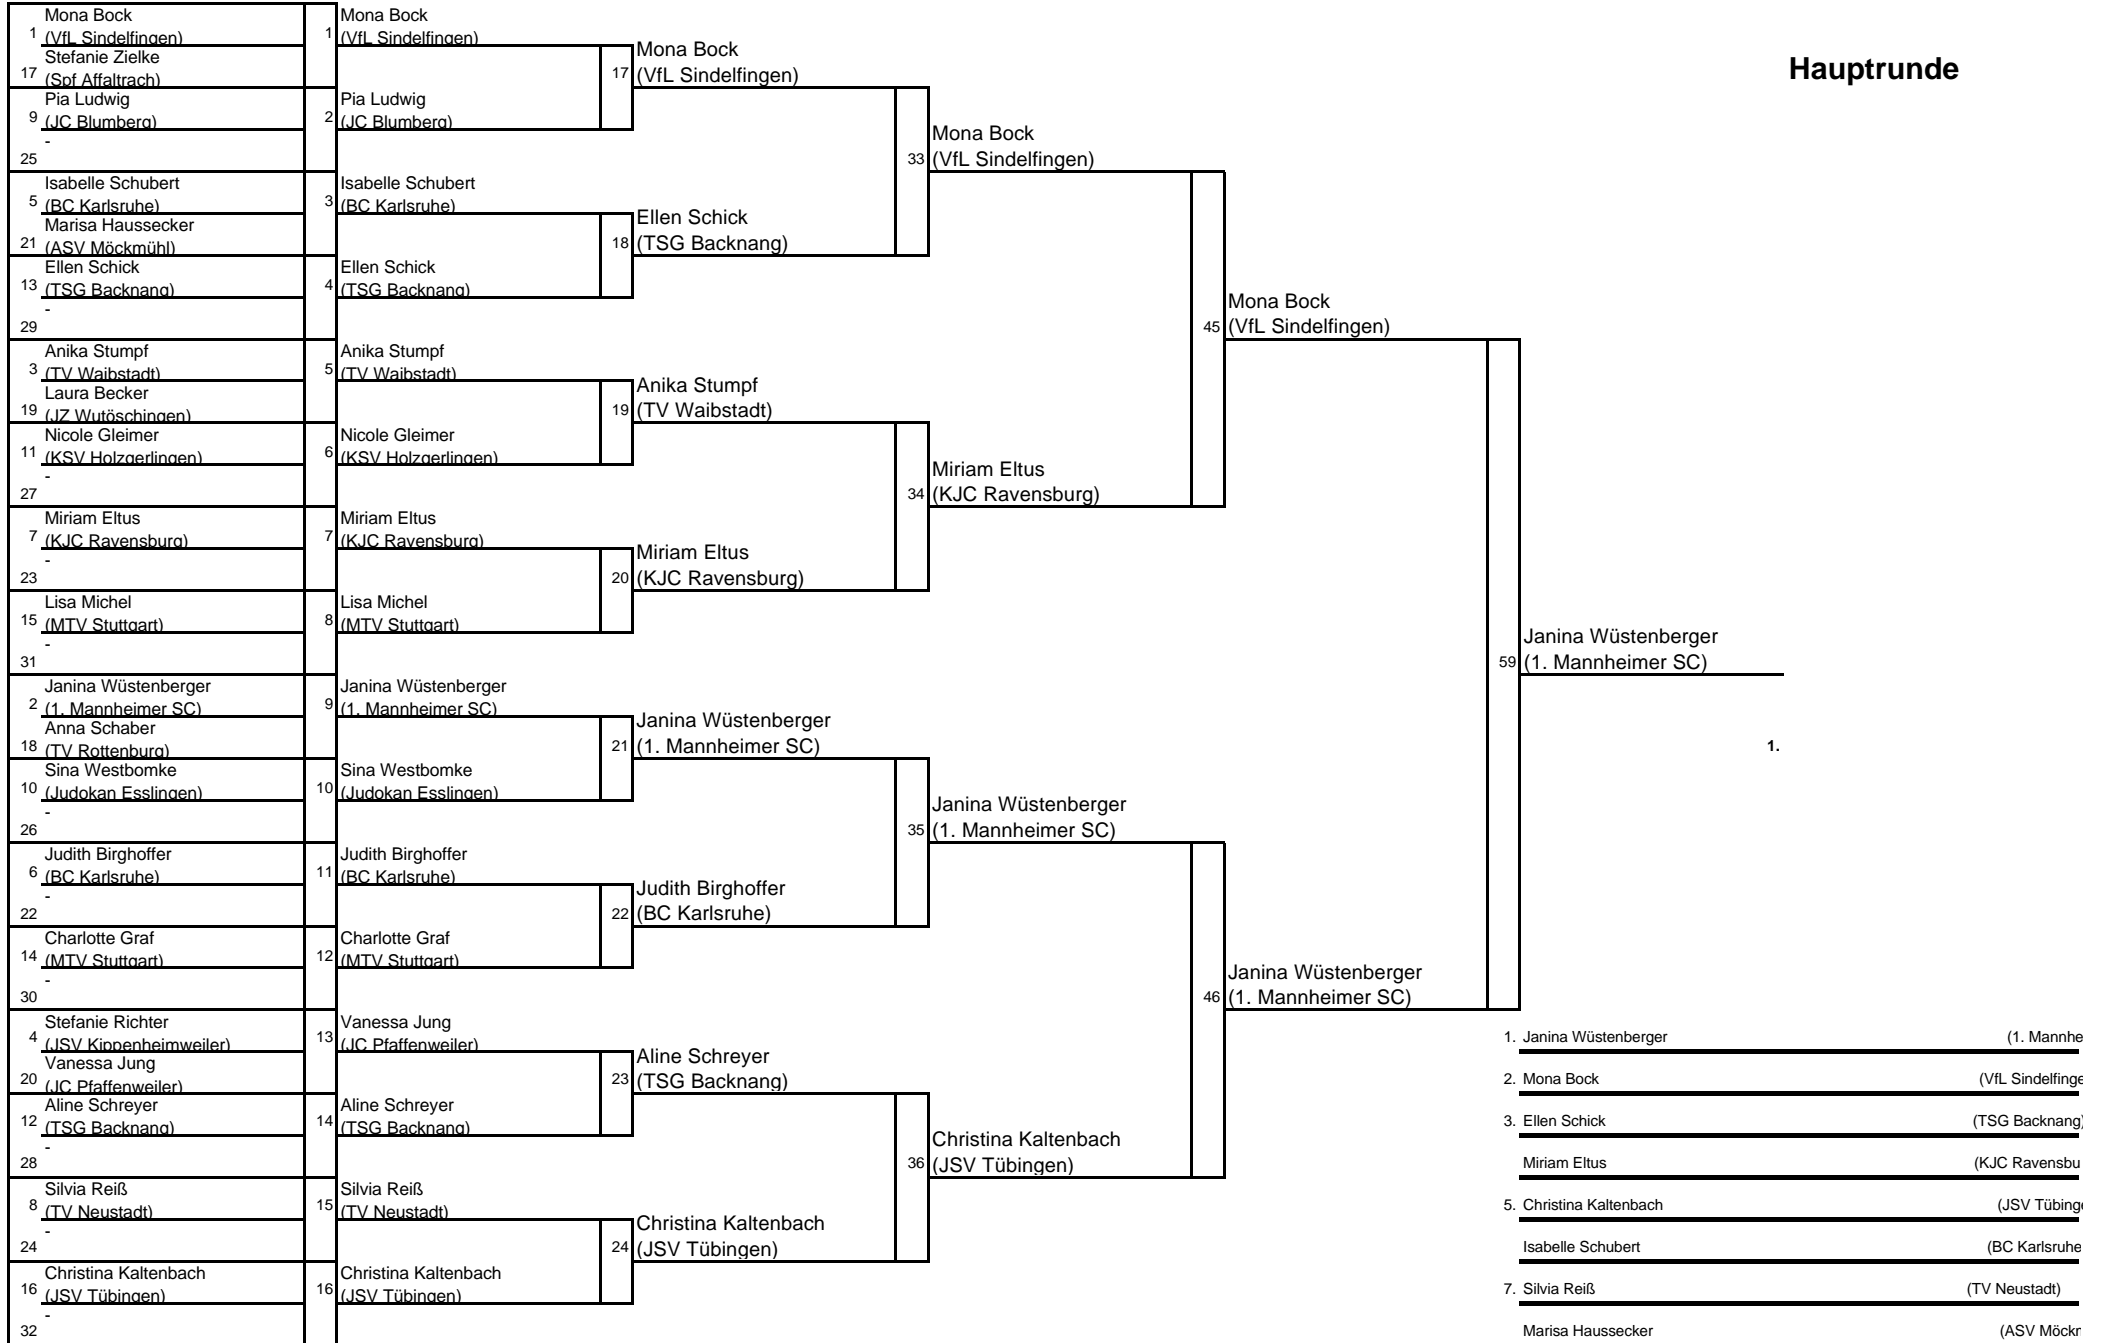 Hauptrunde
1 Mona Bock
(VfL Sindelfingen)
17 Stefanie Zielke
(Spf Affaltrach)
9 Pia Ludwig
(JC Blumberg)
25 -
5 Isabelle Schubert
(BC Karlsruhe)
21 Marisa Haussecker
(ASV Möckmühl)
13 Ellen Schick
(TSG Backnang)
29 -
3 Anika Stumpf
(TV Waibstadt)
19 Laura Becker
(JZ Wutöschingen)
11 Nicole Gleimer
(KSV Holzgerlingen)
27 -
7 Miriam Eltus
(KJC Ravensburg)
23 -
15 Lisa Michel
(MTV Stuttgart)
31 -
2 Janina Wüstenberger
(1. Mannheimer SC)
18 Anna Schaber
(TV Rottenburg)
10 Sina Westbomke
(Judokan Esslingen)
26 -
6 Judith Birghoffer
(BC Karlsruhe)
22 -
14 Charlotte Graf
(MTV Stuttgart)
30 -
4 Stefanie Richter
(JSV Kippenheimweiler)
20 Vanessa Jung
(JC Pfaffenweiler)
12 Aline Schreyer
(TSG Backnang)
28 -
8 Silvia Reiß
(TV Neustadt)
24 -
16 Christina Kaltenbach
(JSV Tübingen)
32 -
1 Mona Bock
(VfL Sindelfingen)
2 Pia Ludwig
(JC Blumberg)
3 Isabelle Schubert
(BC Karlsruhe)
4 Ellen Schick
(TSG Backnang)
5 Anika Stumpf
(TV Waibstadt)
6 Nicole Gleimer
(KSV Holzgerlingen)
7 Miriam Eltus
(KJC Ravensburg)
8 Lisa Michel
(MTV Stuttgart)
9 Janina Wüstenberger
(1. Mannheimer SC)
10 Sina Westbomke
(Judokan Esslingen)
11 Judith Birghoffer
(BC Karlsruhe)
12 Charlotte Graf
(MTV Stuttgart)
13 Vanessa Jung
(JC Pfaffenweiler)
14 Aline Schreyer
(TSG Backnang)
15 Silvia Reiß
(TV Neustadt)
16 Christina Kaltenbach
(JSV Tübingen)
17 Mona Bock
(VfL Sindelfingen)
18 Ellen Schick
(TSG Backnang)
19 Anika Stumpf
(TV Waibstadt)
20 Miriam Eltus
(KJC Ravensburg)
21 Janina Wüstenberger
(1. Mannheimer SC)
22 Judith Birghoffer
(BC Karlsruhe)
23 Aline Schreyer
(TSG Backnang)
24 Christina Kaltenbach
(JSV Tübingen)
33 Mona Bock
(VfL Sindelfingen)
34 Miriam Eltus
(KJC Ravensburg)
35 Janina Wüstenberger
(1. Mannheimer SC)
36 Christina Kaltenbach
(JSV Tübingen)
45 Mona Bock
(VfL Sindelfingen)
46 Janina Wüstenberger
(1. Mannheimer SC)
59 Janina Wüstenberger
(1. Mannheimer SC)
1.
1. Janina Wüstenberger (1. Mannhe
2. Mona Bock (VfL Sindelfinge
3. Ellen Schick (TSG Backnang)
Miriam Eltus (KJC Ravensbu
5. Christina Kaltenbach (JSV Tübinge
Isabelle Schubert (BC Karlsruhe
7. Silvia Reiß (TV Neustadt)
Marisa Haussecker (ASV Möckm